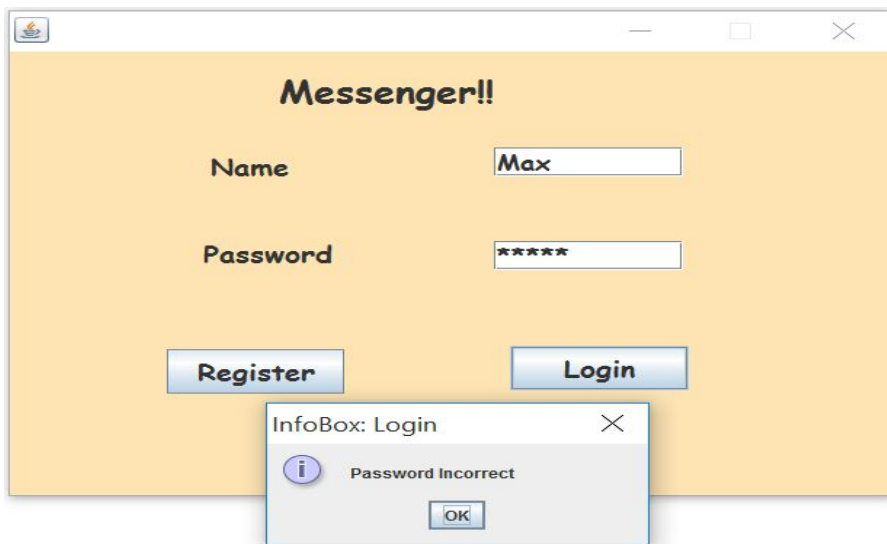 Messenger!!
Name Max
Password *****
Register Login
InfoBox: Login
i Password Incorrect
OK